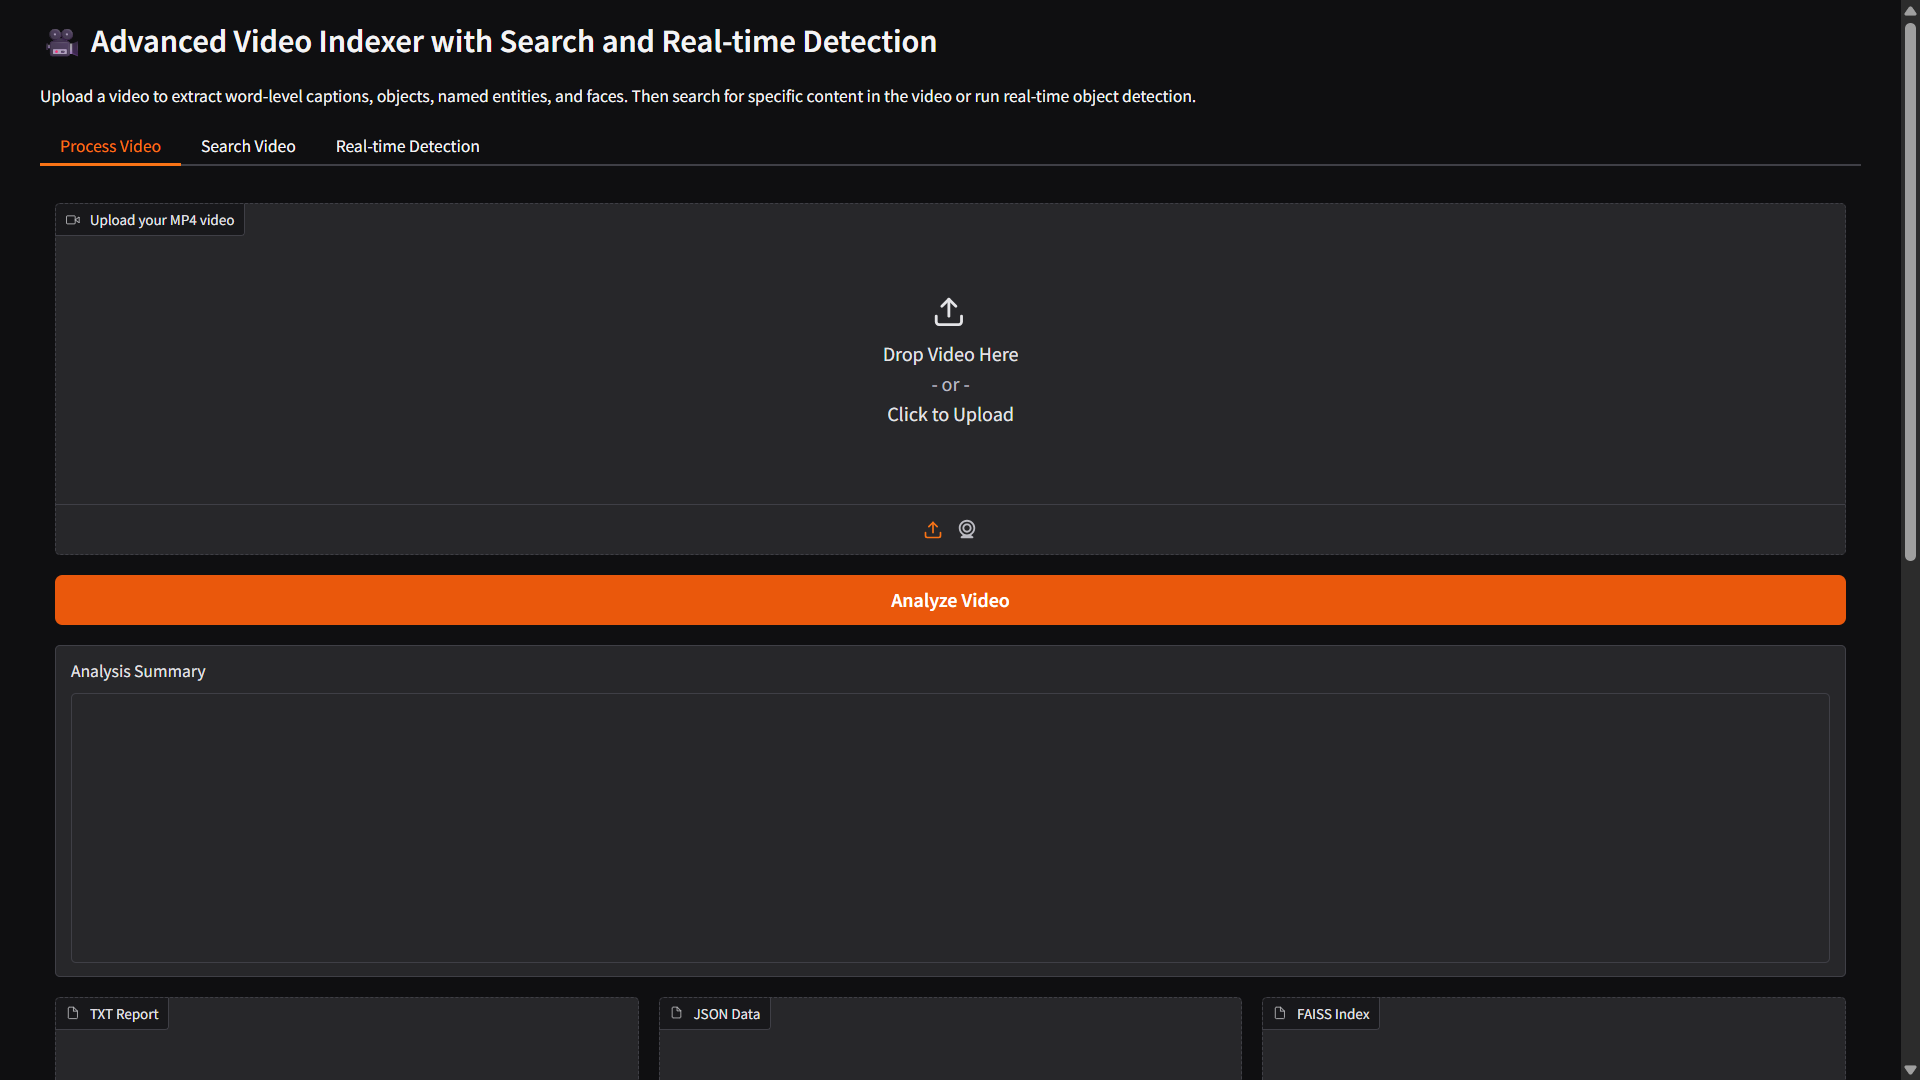 Advanced Video Indexer with Search and Real-time Detection
Upload a video to extract word-level captions, objects, named entities, and faces. Then search for specific content in the video or run real-time object detection.
Process Video
Search Video
Real-time Detection
Upload your MP4 video
Drop Video Here
- or -
Click to Upload
Analyze Video
Analysis Summary
TXT Report
JSON Data
FAISS Index